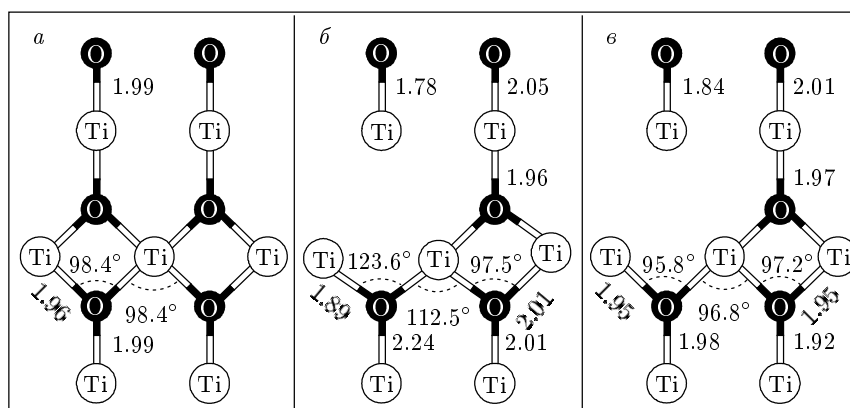 а б в
O O O O O O
1.99 1.78 2.05 1.84 2.01
Ti Ti Ti Ti Ti Ti
1.96 1.97
O O O O
Ti Ti Ti Ti Ti Ti Ti Ti Ti
98.4° 123.6° 97.5° 95.8° 97.2°
1.96 98.4° 1.89 112.5° 2.01 1.95 96.8° 1.95
O O O O O O
1.99 2.24 2.01 1.98 1.92
Ti Ti Ti Ti Ti Ti